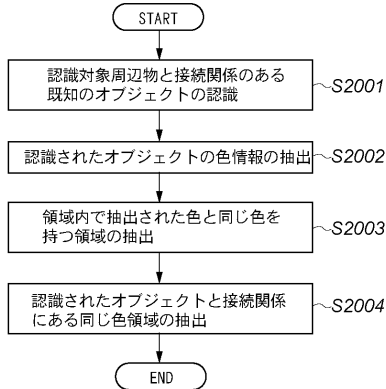 START
認識対象周辺物と接続関係のある
既知のオブジェクトの認識
S2001
認識されたオブジェクトの色情報の抽出
S2002
領域内で抽出された色と同じ色を
持つ領域の抽出
S2003
認識されたオブジェクトと接続関係
にある同じ色領域の抽出
S2004
END